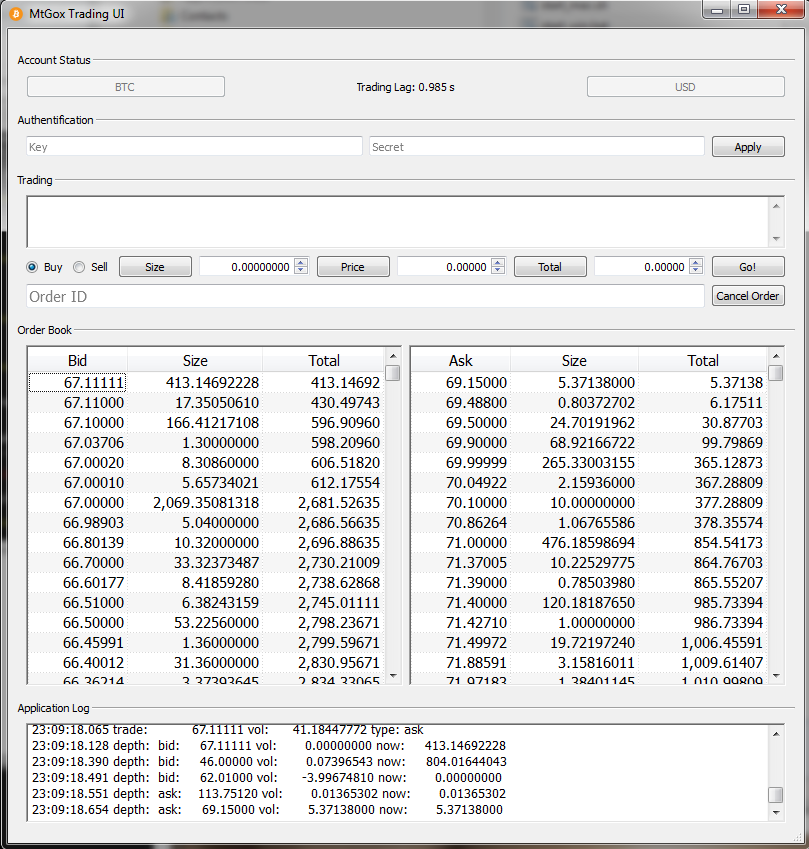 MtGox Trading UI
Account Status
BTC Trading Lag: 0.985 s USD
Authentification
Key Secret Apply
Trading
Buy Sell Size 0.00000000 Price 0.00000 Total 0.00000 Go!
Order ID Cancel Order
Order Book
Bid Size Total Ask Size Total
67.11111 413.14692228 413.14692 69.15000 5.37138000 5.37138
67.11000 17.35050610 430.49743 69.48800 0.80372702 6.17511
67.10000 166.41217108 596.90960 69.50000 24.70191962 30.87703
67.03706 1.30000000 598.20960 69.90000 68.92166722 99.79869
67.00020 8.30860000 606.51820 69.99999 265.33003155 365.12873
67.00010 5.65734021 612.17554 70.04922 2.15936000 367.28809
67.00000 2,069.35081318 2,681.52635 70.10000 10.00000000 377.28809
66.98903 5.04000000 2,686.56635 70.86264 1.06765586 378.35574
66.80139 10.32000000 2,696.88635 71.00000 476.18598694 854.54173
66.70000 33.32373487 2,730.21009 71.37005 10.22529775 864.76703
66.60177 8.41859280 2,738.62868 71.39000 0.78503980 865.55207
66.51000 6.38243159 2,745.01111 71.40000 120.18187650 985.73394
66.50000 53.22560000 2,798.23671 71.42710 1.00000000 986.73394
66.45991 1.36000000 2,799.59671 71.49972 19.72197240 1,006.45591
66.40012 31.36000000 2,830.95671 71.88591 3.15816011 1,009.61407
66.36214 3.37393645 2,834.33065 71.97183 1.38401145 1,010.99809
Application Log
23:09:18.065 trade: 67.11111 vol: 41.18447772 type: ask
23:09:18.128 depth: bid: 67.11111 vol: 0.00000000 now: 413.14692228
23:09:18.390 depth: bid: 46.00000 vol: 0.07396543 now: 804.01644043
23:09:18.491 depth: bid: 62.01000 vol: -3.99674810 now: 0.00000000
23:09:18.551 depth: ask: 113.75120 vol: 0.01365302 now: 0.01365302
23:09:18.654 depth: ask: 69.15000 vol: 5.37138000 now: 5.37138000